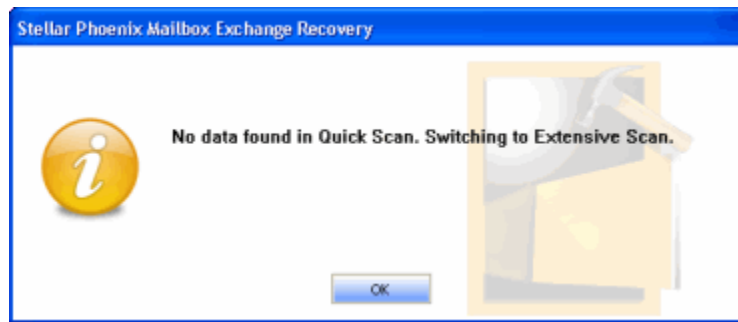 Stellar Phoenix Mailbox Exchange Recovery
No data found in Quick Scan. Switching to Extensive Scan.
OK